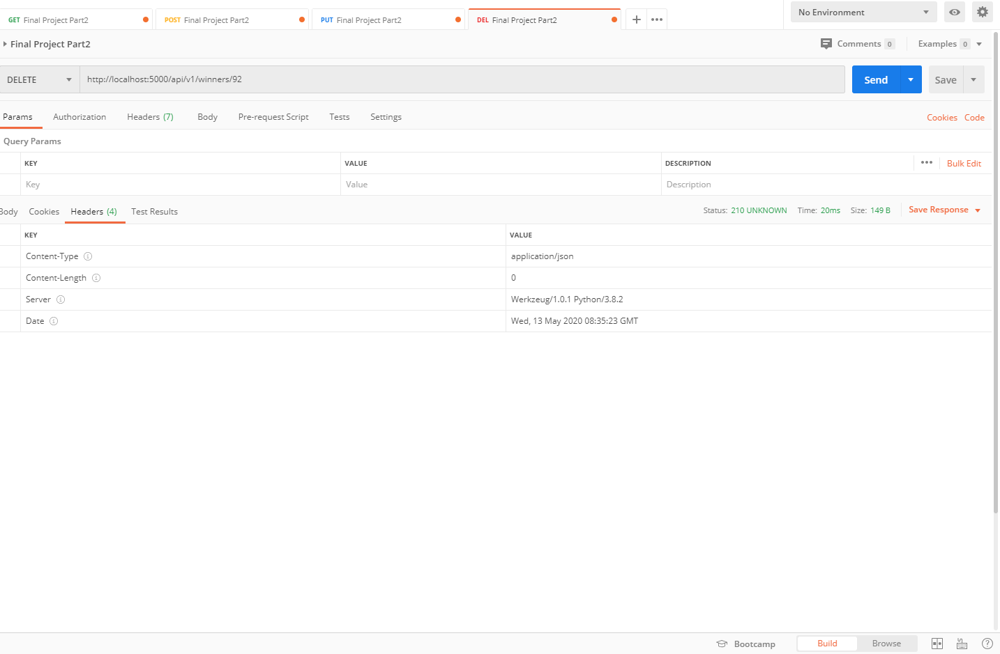 GET Final Project Part2 POST Final Project Part2 PUT Final Project Part2 DEL Final Project Part2 + ••• No Environment
Final Project Part2 Comments 0 Examples 0
DELETE http://localhost:5000/api/v1/winners/92 Send Save
Params Authorization Headers (7) Body Pre-request Script Tests Settings Cookies Code
Query Params
KEY VALUE DESCRIPTION ••• Bulk Edit
Key Value Description
Body Cookies Headers (4) Test Results Status: 210 UNKNOWN Time: 20ms Size: 149 B Save Response
KEY VALUE
Content-Type application/json
Content-Length 0
Server Werkzeug/1.0.1 Python/3.8.2
Date Wed, 13 May 2020 08:35:23 GMT
Bootcamp Build Browse